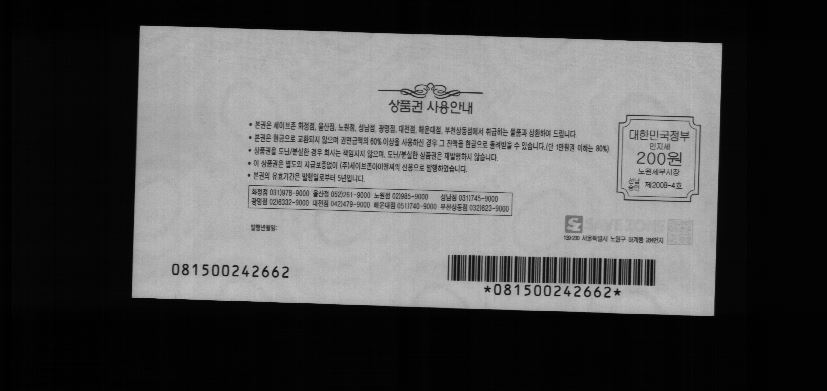 상품권 사용안내
• 본권은 세이브존 화정점, 울산점, 노원점, 성남점, 광명점, 대전점, 해운대점, 부천상동점에서 취급하는 물품과 상환하여 드립니다.
• 본권은 현금으로 교환되지 않으며 권면금액의 60% 이상을 사용하신 경우 그 잔액을 현금으로 돌려받을 수 있습니다.(단 1만원권 이하는 80%)
• 상품권을 도난/분실한 경우 회사는 책임지지 않으며, 도난/분실한 상품권은 재발행하지 않습니다.
• 이 상품권은 별도의 지급보증없이 (주)세이브존아이앤씨의 신용으로 발행하였습니다.
• 본권의 유효기간은 발행일로부터 5년입니다.
화정점 031)978-9000 울산점 052)261-9000 노원점 02)985-9000 성남점 031)745-9000
광명점 02)6332-9000 대전점 042)479-9000 해운대점 051)740-9000 부천상동점 032)623-9000
발행년월일:
대한민국정부
인지세
200원
노원세무서장
제2008-4호
서울특별시 노원구 하계동
081500242662
*081500242662*